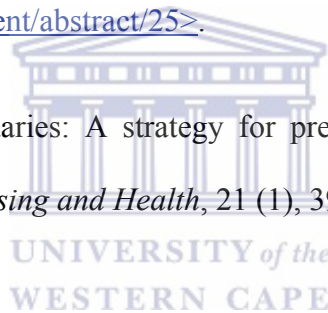 ent/abstract/25>.
aries: A strategy for pre
sing and Health, 21 (1), 39
UNIVERSITY of the
WESTERN CAPE